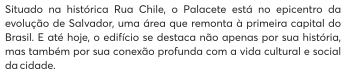 Situado na histórica Rua Chile, o Palacete está no epicentro da
evolução de Salvador, uma área que remonta à primeira capital do
Brasil. E até hoje, o edifício se destaca não apenas por sua história,
mas também por sua conexão profunda com a vida cultural e social
da cidade.